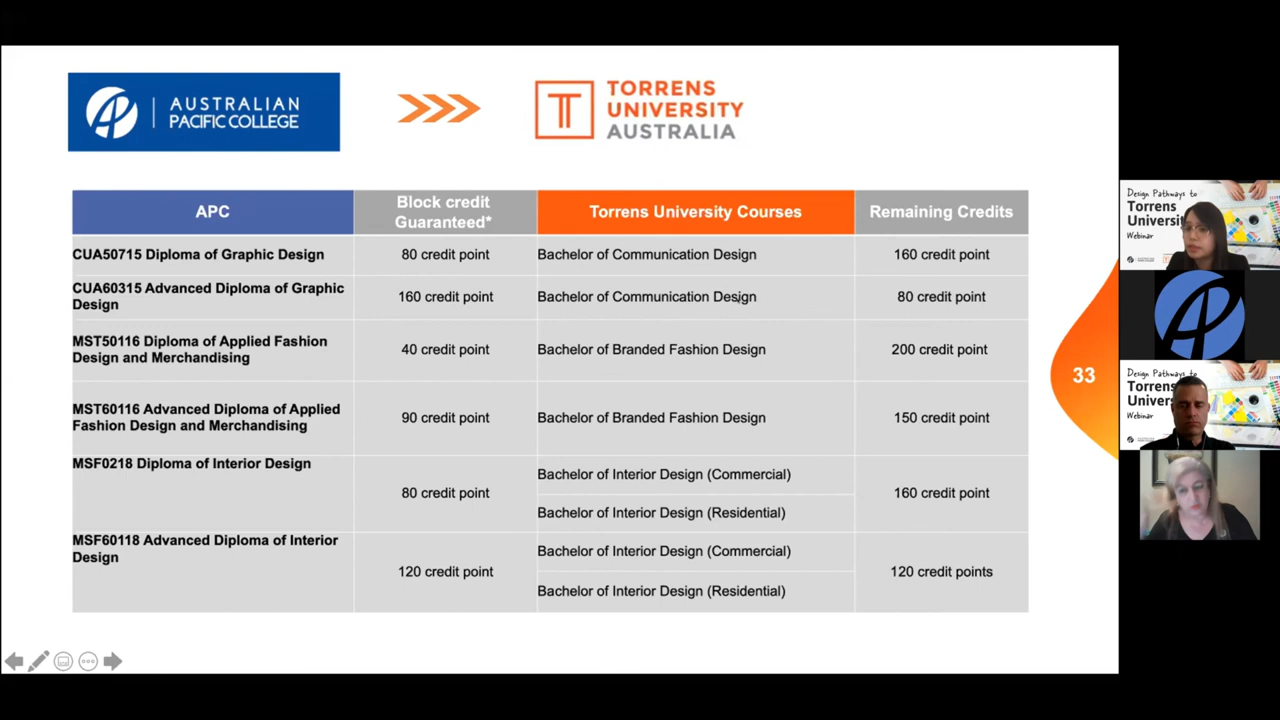 AUSTRALIAN
PACIFIC COLLEGE
TORRENS
UNIVERSITY
AUSTRALIA
APC
Block credit
Guaranteed*
Torrens University Courses
Remaining Credits
CUA50715 Diploma of Graphic Design
80 credit point
Bachelor of Communication Design
160 credit point
CUA60315 Advanced Diploma of Graphic
Design
160 credit point
Bachelor of Communication Design
80 credit point
MST50116 Diploma of Applied Fashion
Design and Merchandising
40 credit point
Bachelor of Branded Fashion Design
200 credit point
MST60116 Advanced Diploma of Applied
Fashion Design and Merchandising
90 credit point
Bachelor of Branded Fashion Design
150 credit point
MSF0218 Diploma of Interior Design
80 credit point
Bachelor of Interior Design (Commercial)
Bachelor of Interior Design (Residential)
160 credit point
MSF60118 Advanced Diploma of Interior
Design
120 credit point
Bachelor of Interior Design (Commercial)
Bachelor of Interior Design (Residential)
120 credit points
33
Design Pathways to
Torrens
Universit
Webinar
Design Pathways to
Torrens
Univers
Webinar